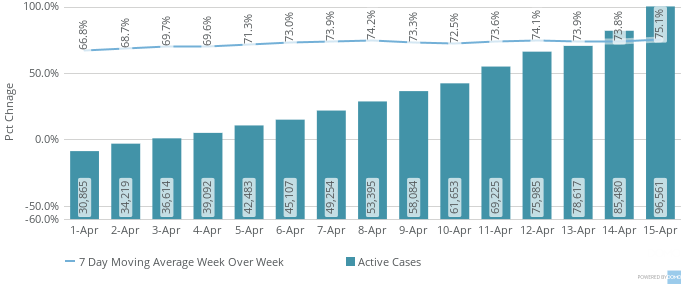 100.0%
50.0%
0.0%
-50.0%
-60.0%
Pct Chnage
66.8% 68.7% 69.7% 69.6% 71.3% 73.0% 73.9% 74.2% 73.3% 72.5% 73.6% 74.1% 73.9% 73.8% 75.1%
30,865 34,219 36,614 39,092 42,483 45,107 49,254 53,395 58,084 61,653 69,225 75,985 78,617 85,480 96,561
1-Apr 2-Apr 3-Apr 4-Apr 5-Apr 6-Apr 7-Apr 8-Apr 9-Apr 10-Apr 11-Apr 12-Apr 13-Apr 14-Apr 15-Apr
7 Day Moving Average Week Over Week Active Cases
POWERED BY DOMO